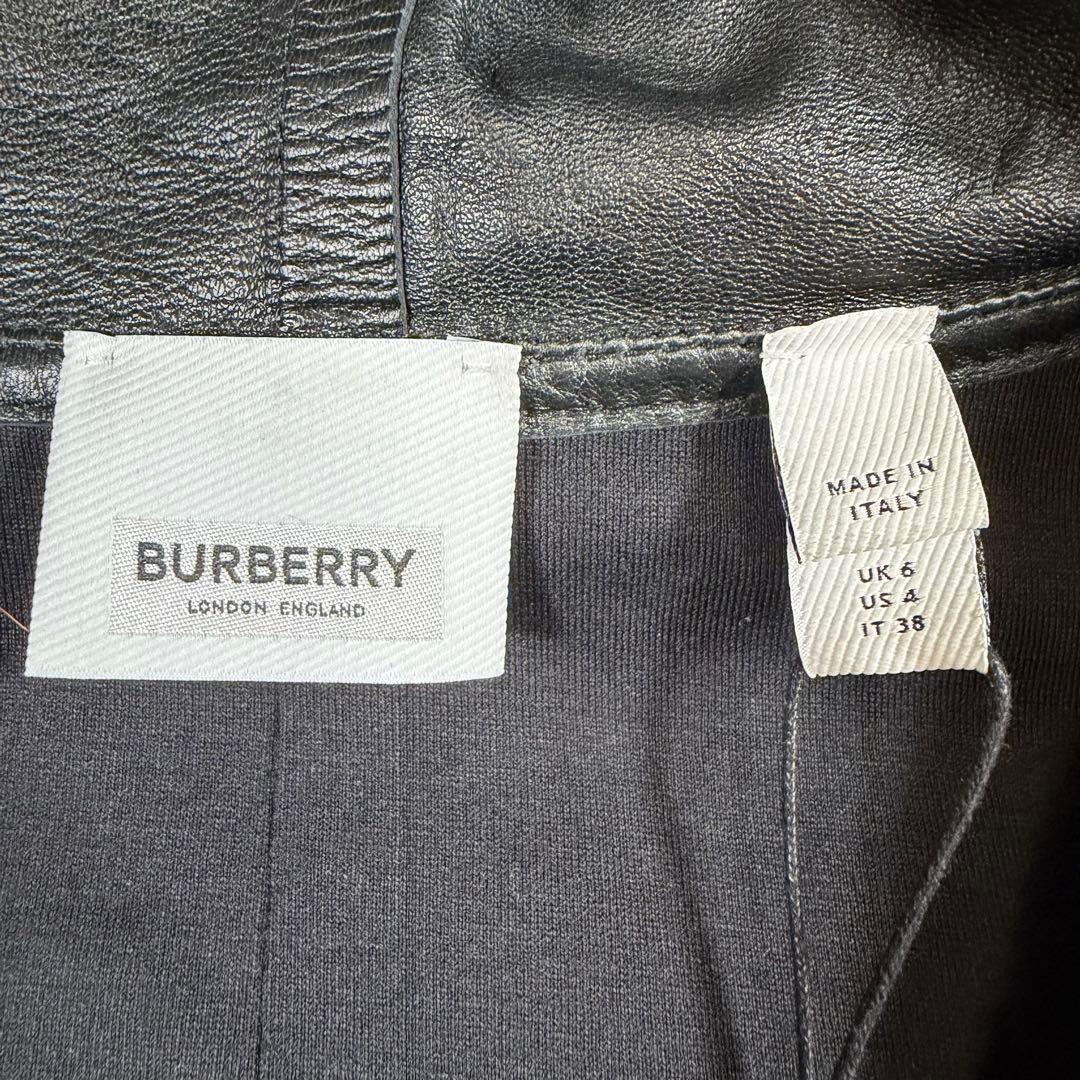 BURBERRY
LONDON ENGLAND
MADE IN
ITALY
UK 6
US 4
IT 38